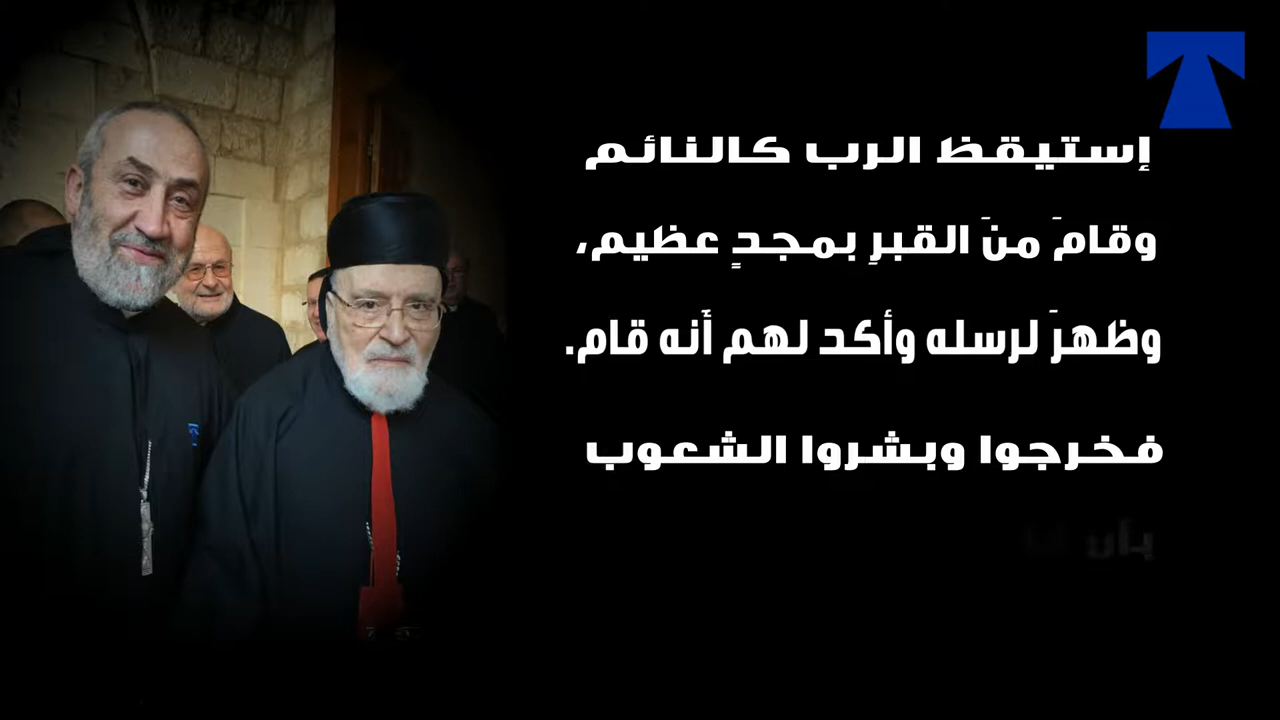 إستيقظ الرب كالنائم
وقامَ منَ القبرِ بمجدٍ عظيم،
وظهرَ لرسله وأكد لهم أنه قام.
فخرجوا وبشروا الشعوب